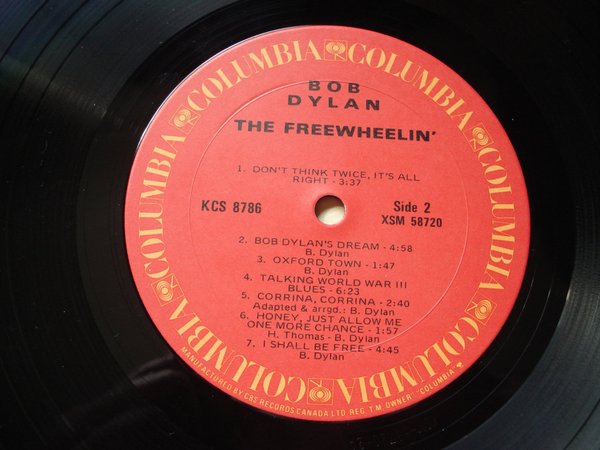 COLUMBIA COLUMBIA COLUMBIA COLUMBIA COLUMBIA COLUMBIA
BOB
DYLAN
THE FREEWHEELIN'
1. DON'T THINK TWICE, IT'S ALL
RIGHT - 3:37
KCS 8786
Side 2
XSM 58720
2. BOB DYLAN'S DREAM - 4:58
B. Dylan
3. OXFORD TOWN - 1:47
B. Dylan
4. TALKING WORLD WAR III
BLUES - 6:23
5. CORRINA, CORRINA - 2:40
Adapted & arrgd.: B. Dylan
6. HONEY, JUST ALLOW ME
ONE MORE CHANCE - 1:57
H. Thomas - B. Dylan
7. I SHALL BE FREE - 4:45
B. Dylan
MANUFACTURED BY CBS RECORDS CANADA LTD. REG. T.M. OWNER "COLUMBIA"